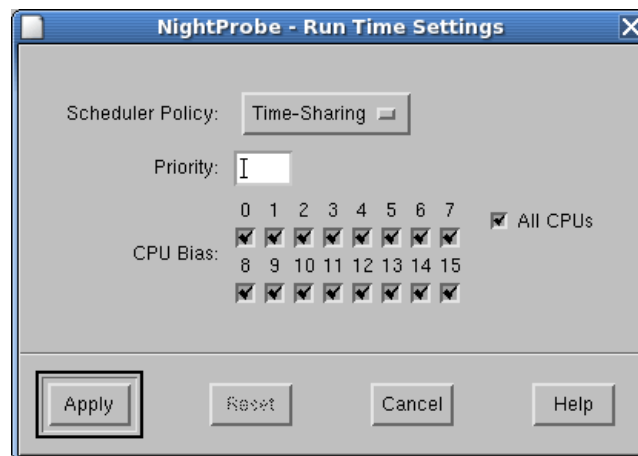 NightProbe - Run Time Settings
Scheduler Policy: Time-Sharing
Priority:
0 1 2 3 4 5 6 7
All CPUs
CPU Bias:
8 9 10 11 12 13 14 15
Apply Reset Cancel Help